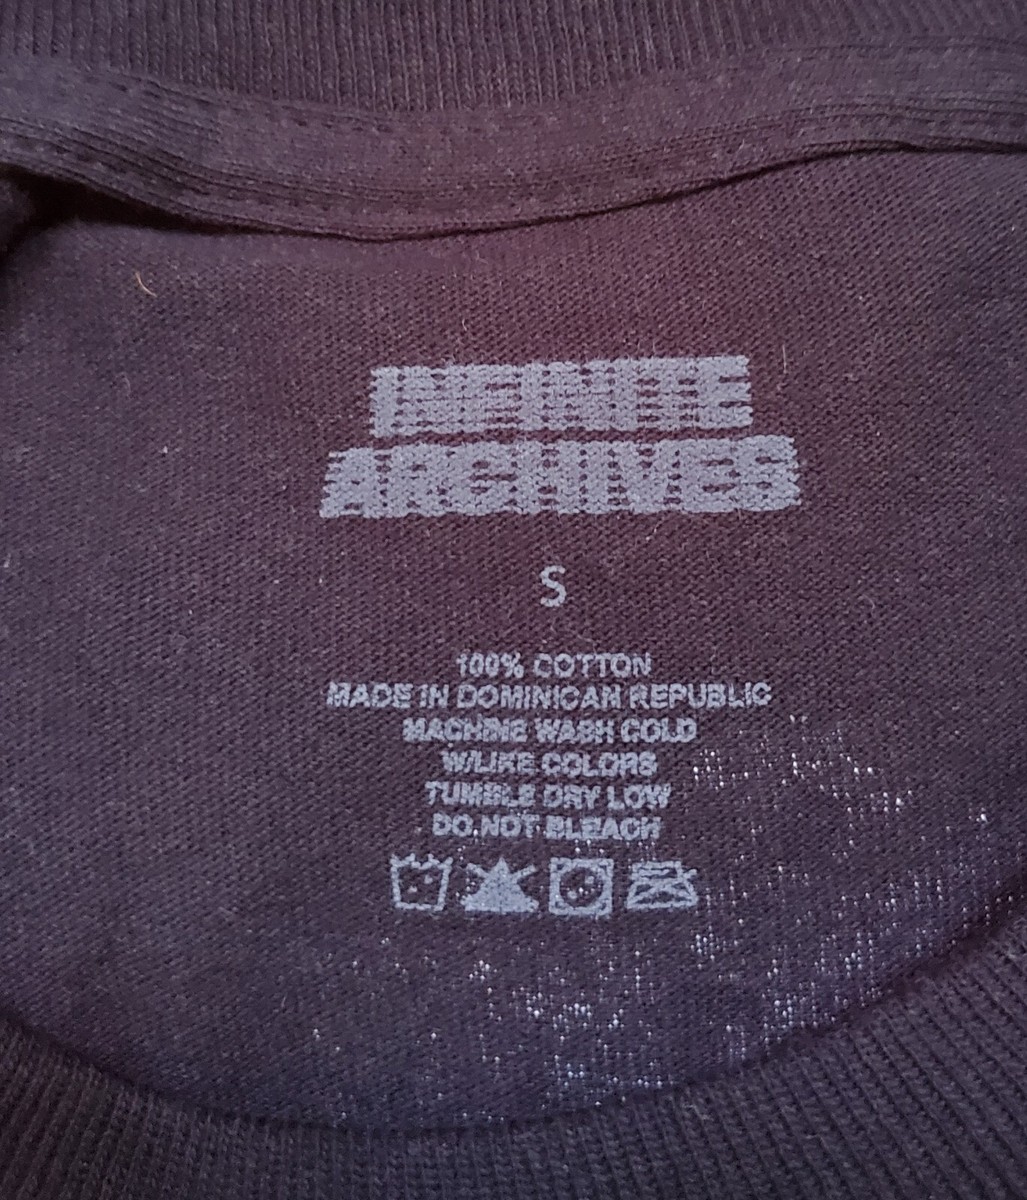 INFINITE
ARCHIVES
S
100% COTTON
MADE IN DOMINICAN REPUBLIC
MACHINE WASH COLD
W/LIKE COLORS
TUMBLE DRY LOW
DO NOT BLEACH